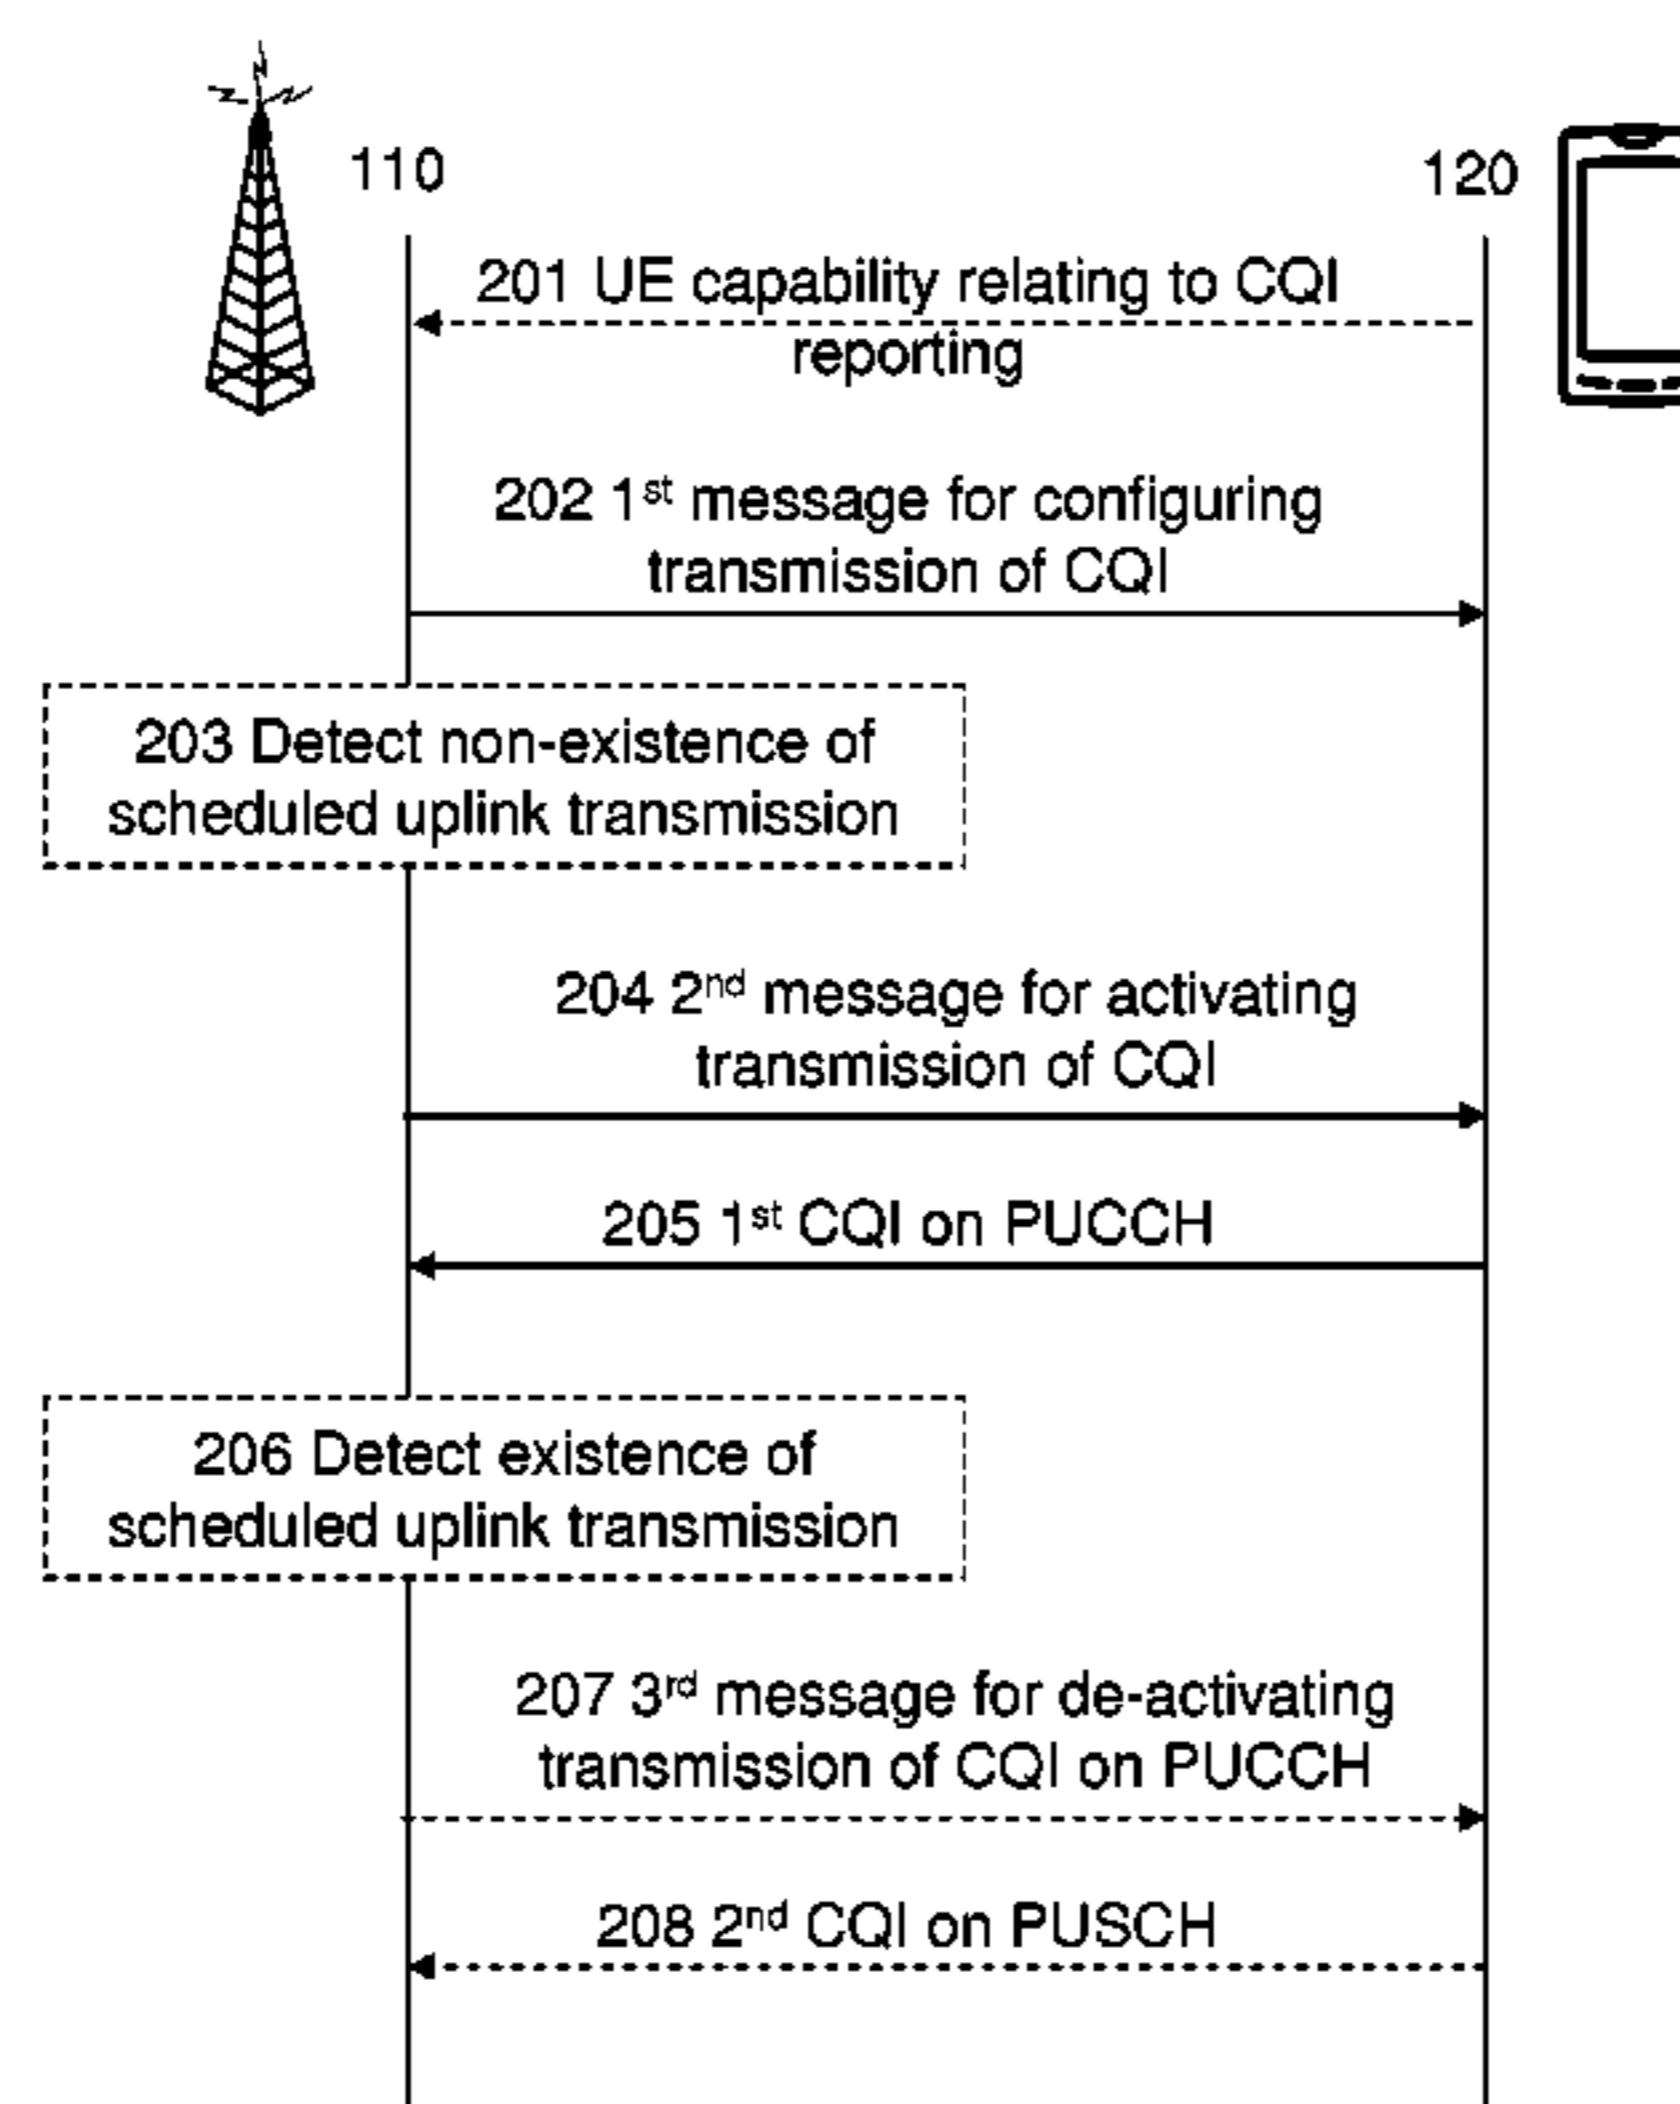 110
120
201 UE capability relating to CQI
reporting
202 1st message for configuring
transmission of CQI
203 Detect non-existence of
scheduled uplink transmission
204 2nd message for activating
transmission of CQI
205 1st CQI on PUCCH
206 Detect existence of
scheduled uplink transmission
207 3rd message for de-activating
transmission of CQI on PUCCH
208 2nd CQI on PUSCH